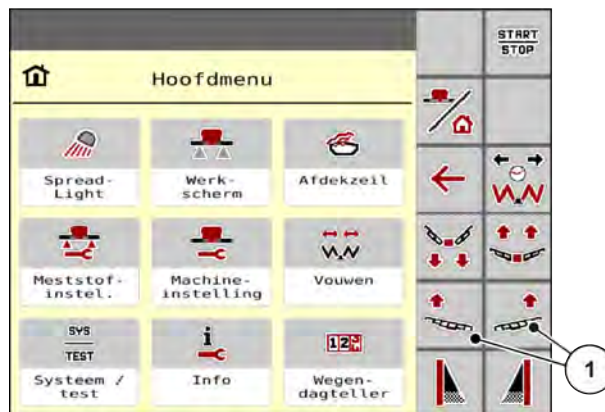 START
STOP
Hoofdmenu
Spread-
Light
Werk-
scherm
Afdekzeil
Meststof-
instel.
Machine-
instelling
Vouwen
SYS
TEST
Systeem /
test
i
Info
123
Wegen-
dagteller
1